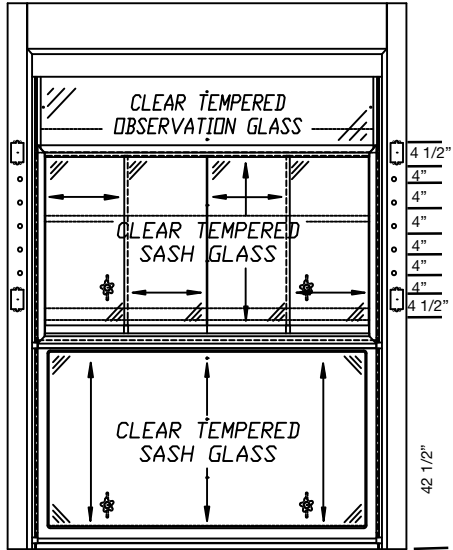 CLEAR TEMPERED
OBSERVATION GLASS
4 1/2”
4”
4”
4”
4”
4”
4”
4 1/2”
CLEAR TEMPERED
SASH GLASS
CLEAR TEMPERED
SASH GLASS
42 1/2”